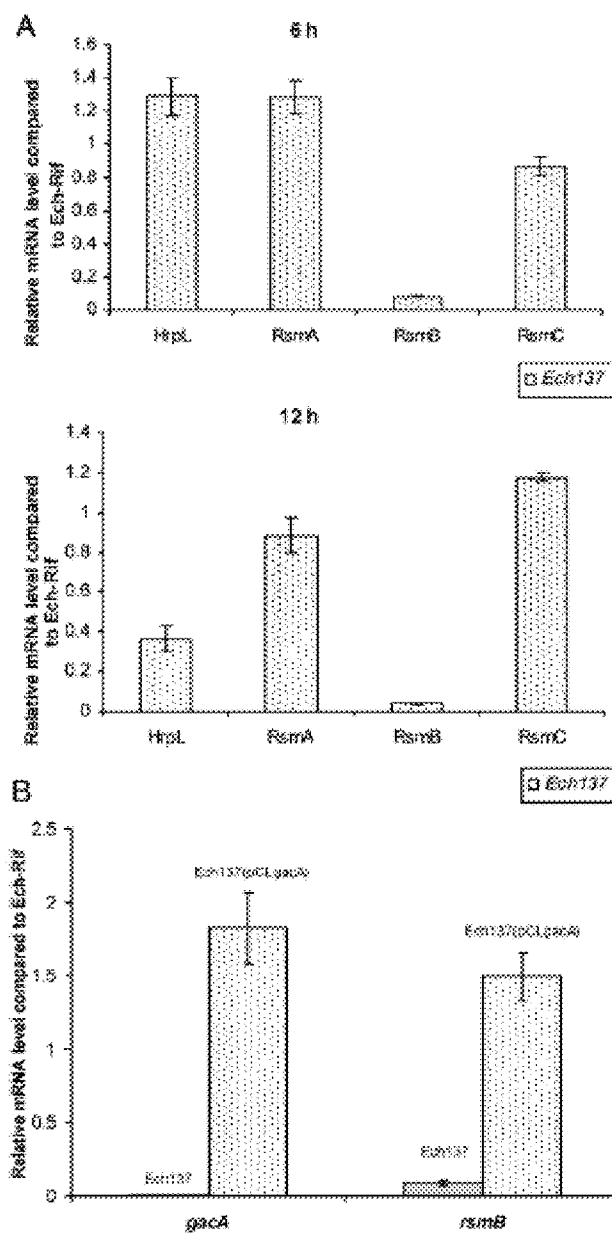 A
6 h
Relative mRNA level compared
to Ech-Rif
1.6
1.4
1.2
1
0.8
0.6
0.4
0.2
0
HrpL RsmA RsmB RsmC
Ech137
12 h
Relative mRNA level compared
to Ech-Rif
1.4
1.2
1
0.8
0.6
0.4
0.2
0
HrpL RsmA RsmB RsmC
Ech137
B
Relative mRNA level compared to Ech-Rif
2.5
2
1.5
1
0.5
0
Ech137
Ech137(pCLgacA)
Ech137
Ech137(pCLgacA)
gacA rsmB